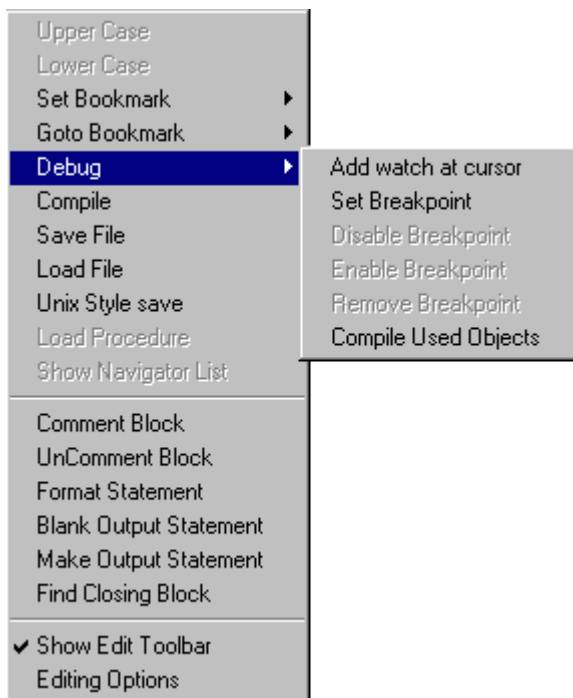 Upper Case
Lower Case
Set Bookmark
Goto Bookmark
Debug
Compile
Save File
Load File
Unix Style save
Load Procedure
Show Navigator List
Comment Block
UnComment Block
Format Statement
Blank Output Statement
Make Output Statement
Find Closing Block
Show Edit Toolbar
Editing Options
Add watch at cursor
Set Breakpoint
Disable Breakpoint
Enable Breakpoint
Remove Breakpoint
Compile Used Objects